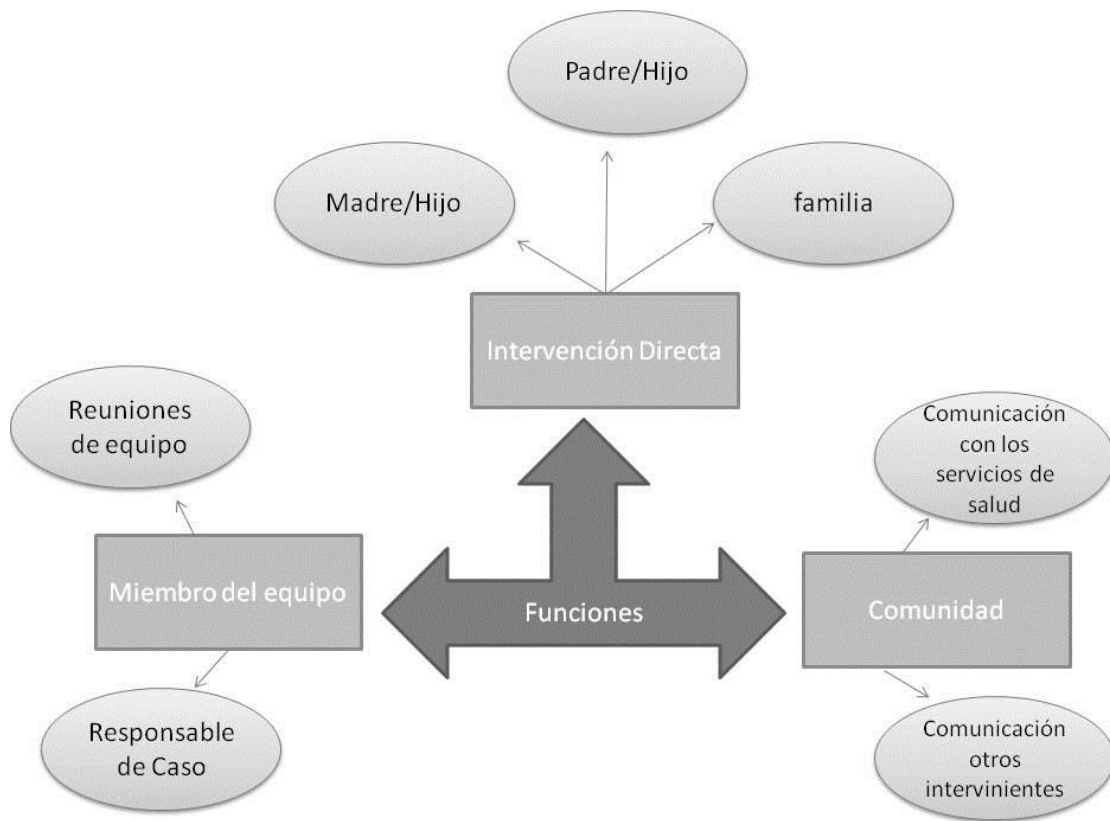 Padre/Hijo
Madre/Hijo
familia
Intervención Directa
Reuniones
de equipo
Comunicación
con los
servicios de
salud
Miembro del equipo
Funciones
Comunidad
Responsable
de Caso
Comunicación
otros
intervinientes